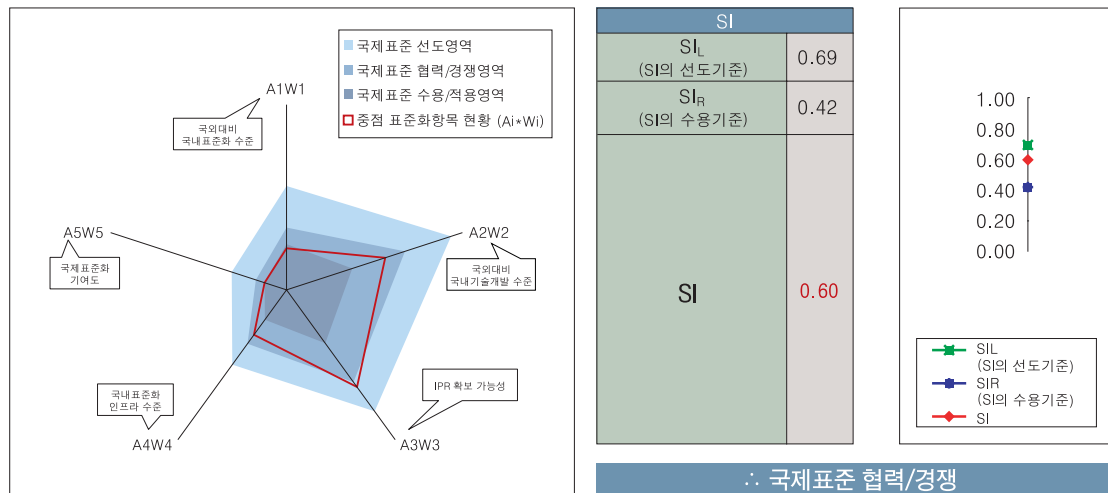 국제표준 선도영역
국제표준 협력/경쟁영역
국제표준 수용/적용영역
중점 표준화항목 현황 (Ai*Wi)
A1W1
국외대비
국내표준화 수준
A2W2
국외대비
국내기술개발 수준
IPR 확보 가능성
A3W3
국내표준화
인프라 수준
A4W4
A5W5
국제표준화
기여도
SI
SIL
(SI의 선도기준)
0.69
SIR
(SI의 수용기준)
0.42
SI
0.60
1.00
0.80
0.60
0.40
0.20
0.00
SIL
(SI의 선도기준)
SIR
(SI의 수용기준)
SI
∴ 국제표준 협력/경쟁